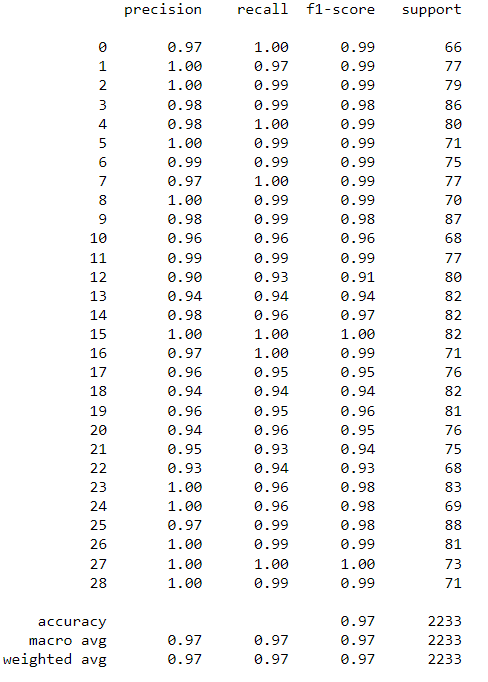 precision recall f1-score support
0 0.97 1.00 0.99 66
1 1.00 0.97 0.99 77
2 1.00 0.99 0.99 79
3 0.98 0.99 0.98 86
4 0.98 1.00 0.99 80
5 1.00 0.99 0.99 71
6 0.99 0.99 0.99 75
7 0.97 1.00 0.99 77
8 1.00 0.99 0.99 70
9 0.98 0.99 0.98 87
10 0.96 0.96 0.96 68
11 0.99 0.99 0.99 77
12 0.90 0.93 0.91 80
13 0.94 0.94 0.94 82
14 0.98 0.96 0.97 82
15 1.00 1.00 1.00 82
16 0.97 1.00 0.99 71
17 0.96 0.95 0.95 76
18 0.94 0.94 0.94 82
19 0.96 0.95 0.96 81
20 0.94 0.96 0.95 76
21 0.95 0.93 0.94 75
22 0.93 0.94 0.93 68
23 1.00 0.96 0.98 83
24 1.00 0.96 0.98 69
25 0.97 0.99 0.98 88
26 1.00 0.99 0.99 81
27 1.00 1.00 1.00 73
28 1.00 0.99 0.99 71
accuracy 0.97 2233
macro avg 0.97 0.97 0.97 2233
weighted avg 0.97 0.97 0.97 2233